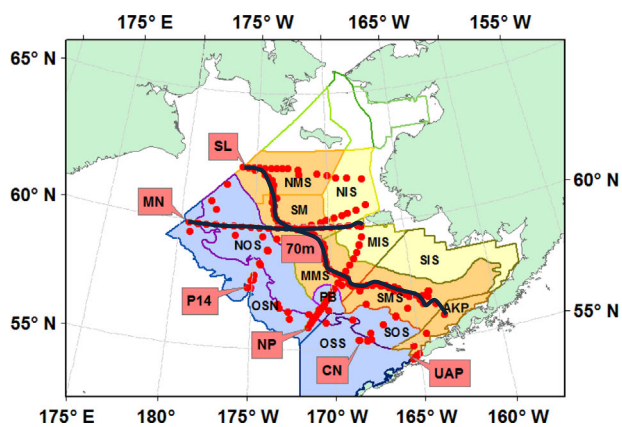 175° E 175° W 170° W 165° W 155° W
65° N
SL
NMS
NIS
60° N 60° N
MN
SM
NOS
70m
MIS
SIS
MMS
P14
OSN
PB
SMS
AKP
55° N 55° N
NP
OSS
SOS
CN
UAP
175° E 180° 175° W 170° W 165° W 160° W